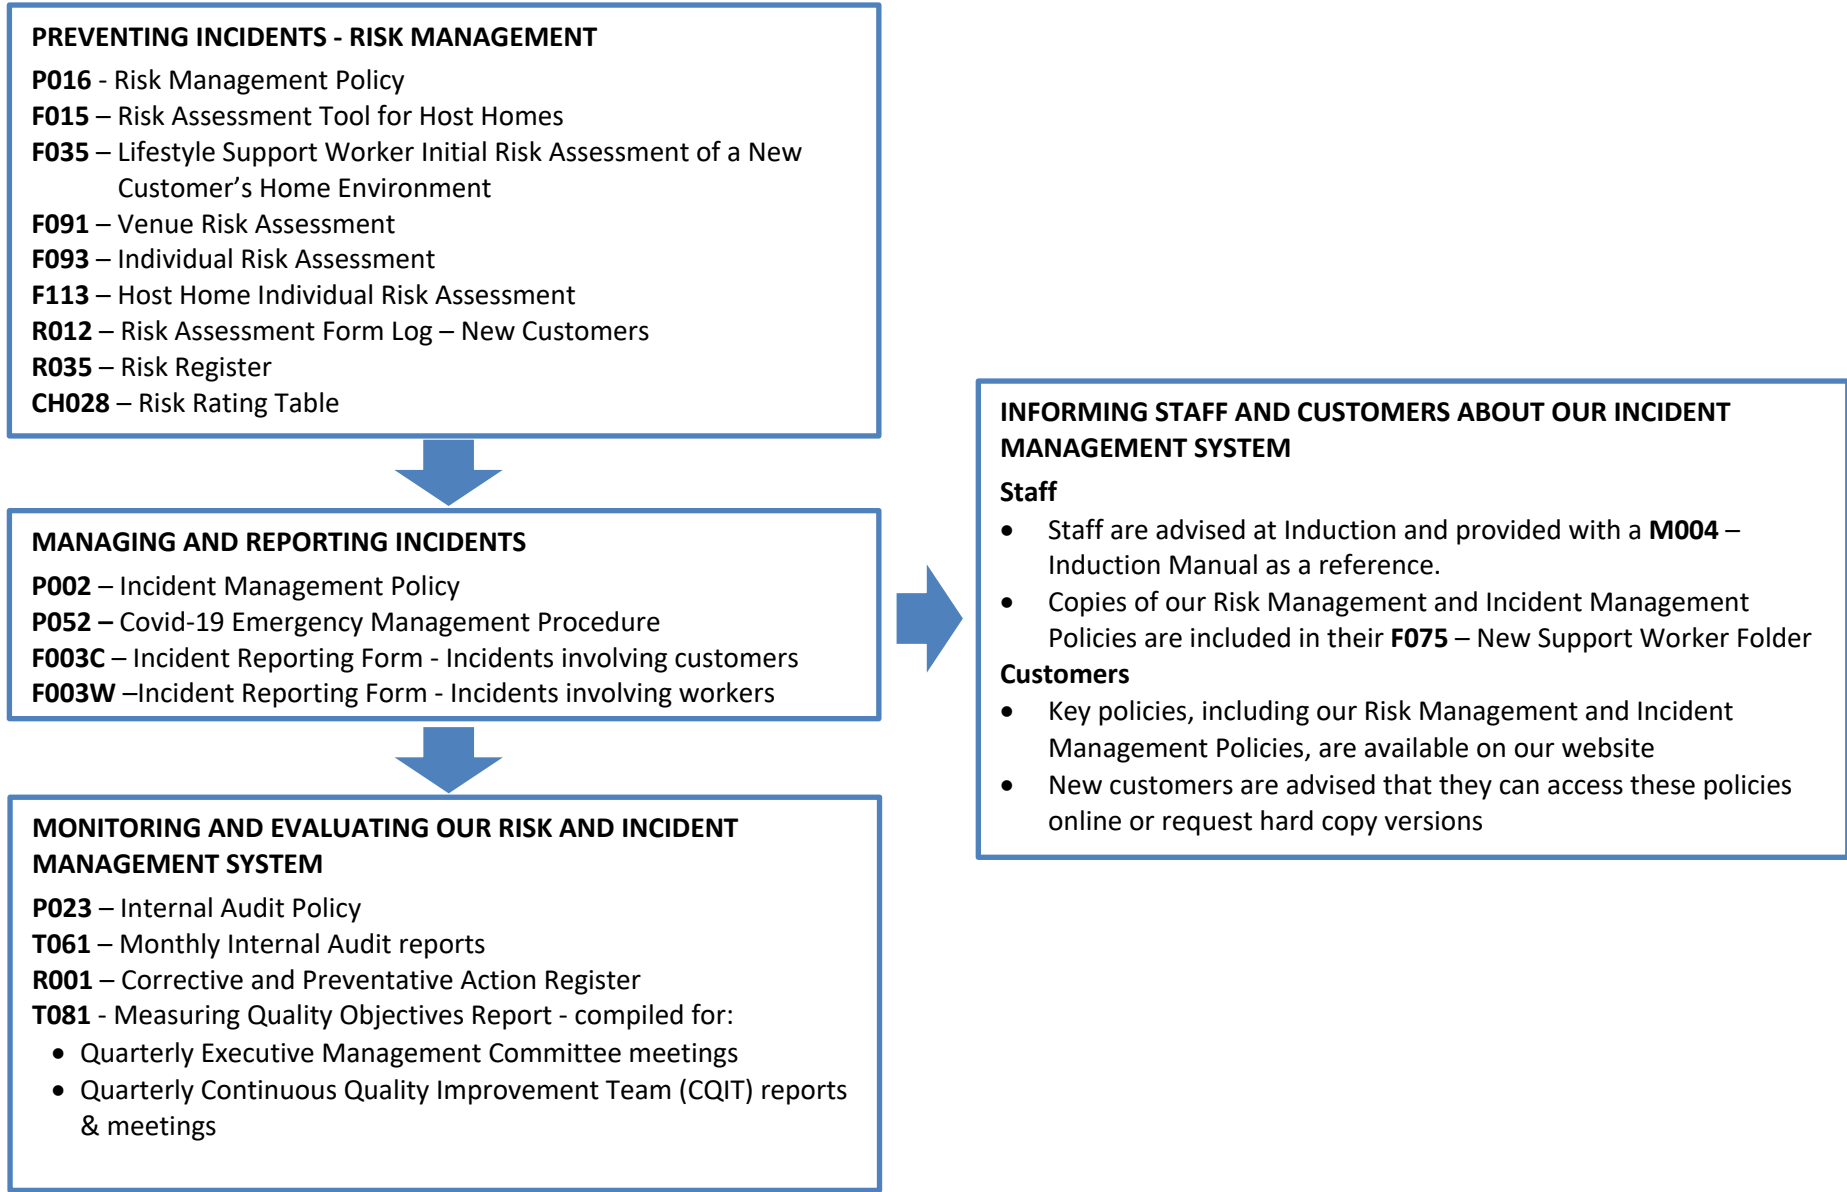 PREVENTING INCIDENTS - RISK MANAGEMENT
P016 - Risk Management Policy
F015 – Risk Assessment Tool for Host Homes
F035 – Lifestyle Support Worker Initial Risk Assessment of a New
Customer’s Home Environment
F091 – Venue Risk Assessment
F093 – Individual Risk Assessment
F113 – Host Home Individual Risk Assessment
R012 – Risk Assessment Form Log – New Customers
R035 – Risk Register
CH028 – Risk Rating Table
MANAGING AND REPORTING INCIDENTS
P002 – Incident Management Policy
P052 – Covid-19 Emergency Management Procedure
F003C – Incident Reporting Form - Incidents involving customers
F003W –Incident Reporting Form - Incidents involving workers
MONITORING AND EVALUATING OUR RISK AND INCIDENT
MANAGEMENT SYSTEM
P023 – Internal Audit Policy
T061 – Monthly Internal Audit reports
R001 – Corrective and Preventative Action Register
T081 - Measuring Quality Objectives Report - compiled for:
• Quarterly Executive Management Committee meetings
• Quarterly Continuous Quality Improvement Team (CQIT) reports
& meetings
INFORMING STAFF AND CUSTOMERS ABOUT OUR INCIDENT
MANAGEMENT SYSTEM
Staff
• Staff are advised at Induction and provided with a M004 –
Induction Manual as a reference.
• Copies of our Risk Management and Incident Management
Policies are included in their F075 – New Support Worker Folder
Customers
• Key policies, including our Risk Management and Incident
Management Policies, are available on our website
• New customers are advised that they can access these policies
online or request hard copy versions